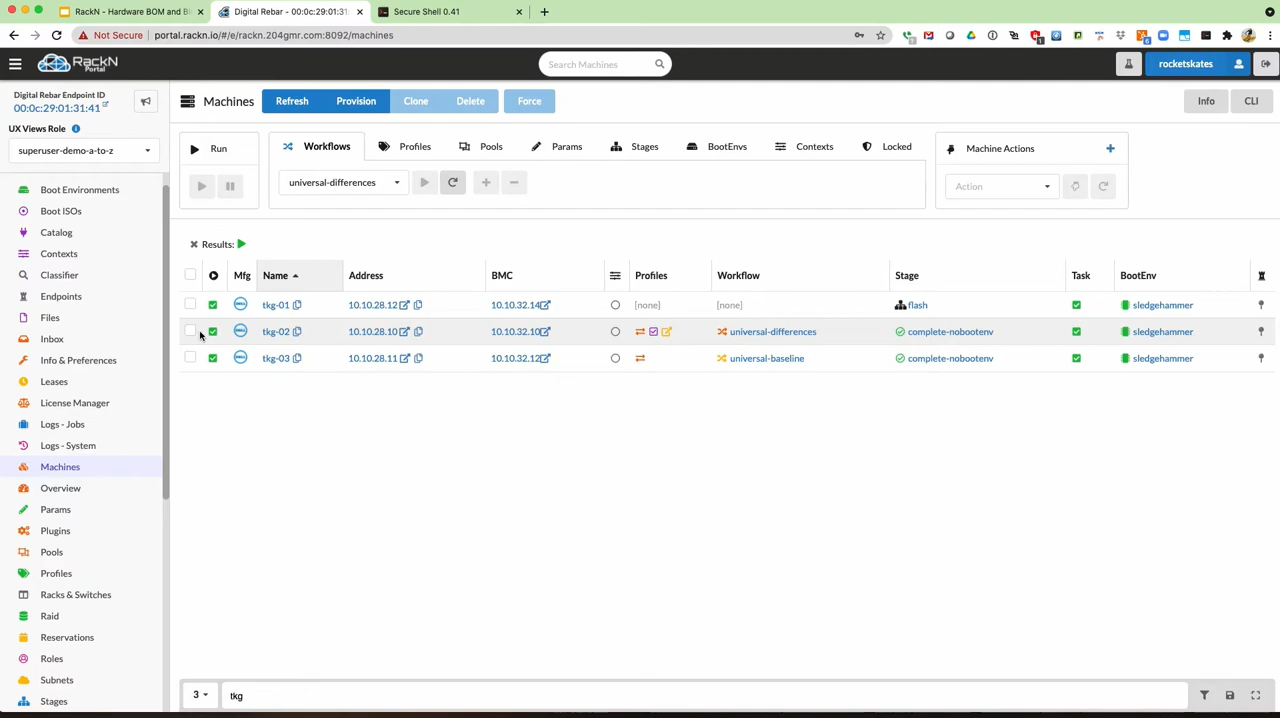 RackN - Hardware BOM and B
Digital Rebar - 00:0c:29:01:31:
Secure Shell 0.41
Not Secure
portal.rackn.io/#/e/rackn.204gmr.com:8092/machines
RackN
Portal
Search Machines
rocketskates
Digital Rebar Endpoint ID
00:0c:29:01:31:41
UX Views Role
superuser-demo-a-to-z
Machines
Refresh
Provision
Clone
Delete
Force
Info
CLI
Run
Workflows
Profiles
Pools
Params
Stages
BootEnvs
Contexts
Locked
Machine Actions
universal-differences
Action
Boot Environments
Boot ISOs
Catalog
Contexts
Classifier
Endpoints
Files
Inbox
Info & Preferences
Leases
License Manager
Logs - Jobs
Logs - System
Machines
Overview
Params
Plugins
Pools
Profiles
Racks & Switches
Raid
Reservations
Roles
Subnets
Stages
Results:
Mfg Name Address BMC Profiles Workflow Stage Task BootEnv
tkg-01 10.10.28.12 10.10.32.14 [none] [none] flash sledgehammer
tkg-02 10.10.28.10 10.10.32.10 universal-differences complete-nobootenv sledgehammer
tkg-03 10.10.28.11 10.10.32.12 universal-baseline complete-nobootenv sledgehammer
3
tkg